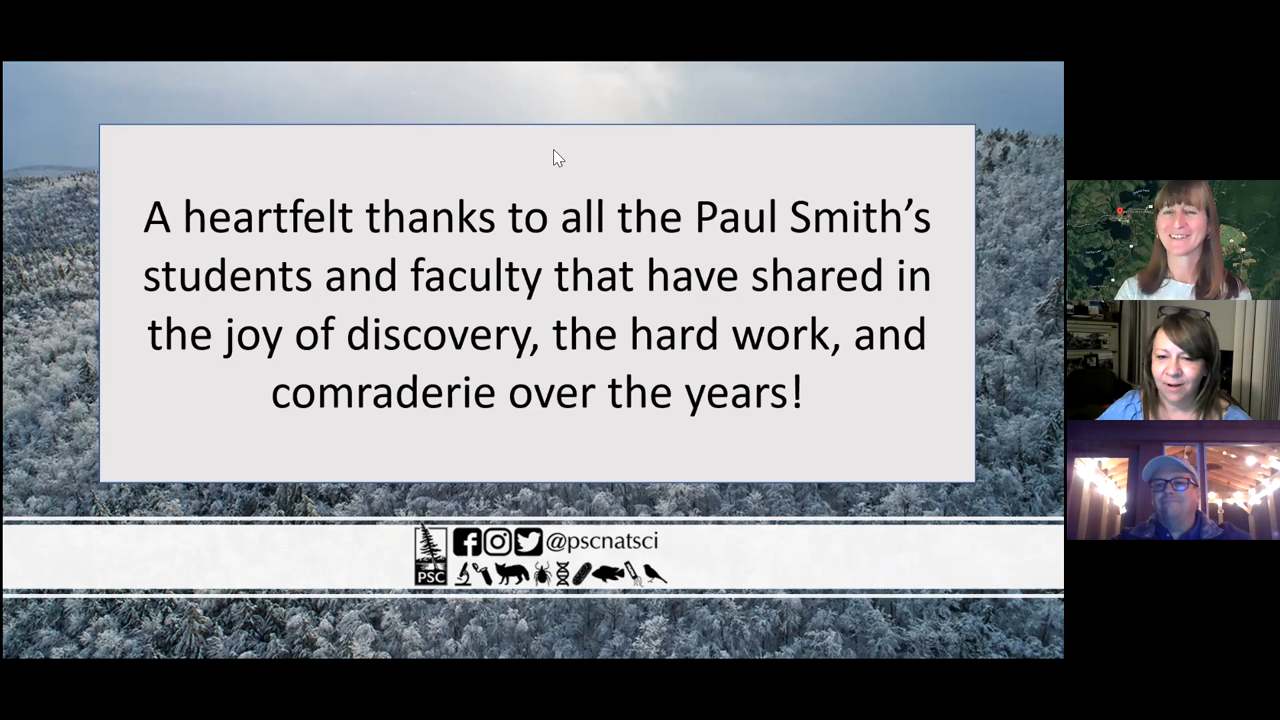 A heartfelt thanks to all the Paul Smith’s
students and faculty that have shared in
the joy of discovery, the hard work, and
comraderie over the years!
@pscnatsci
PSC